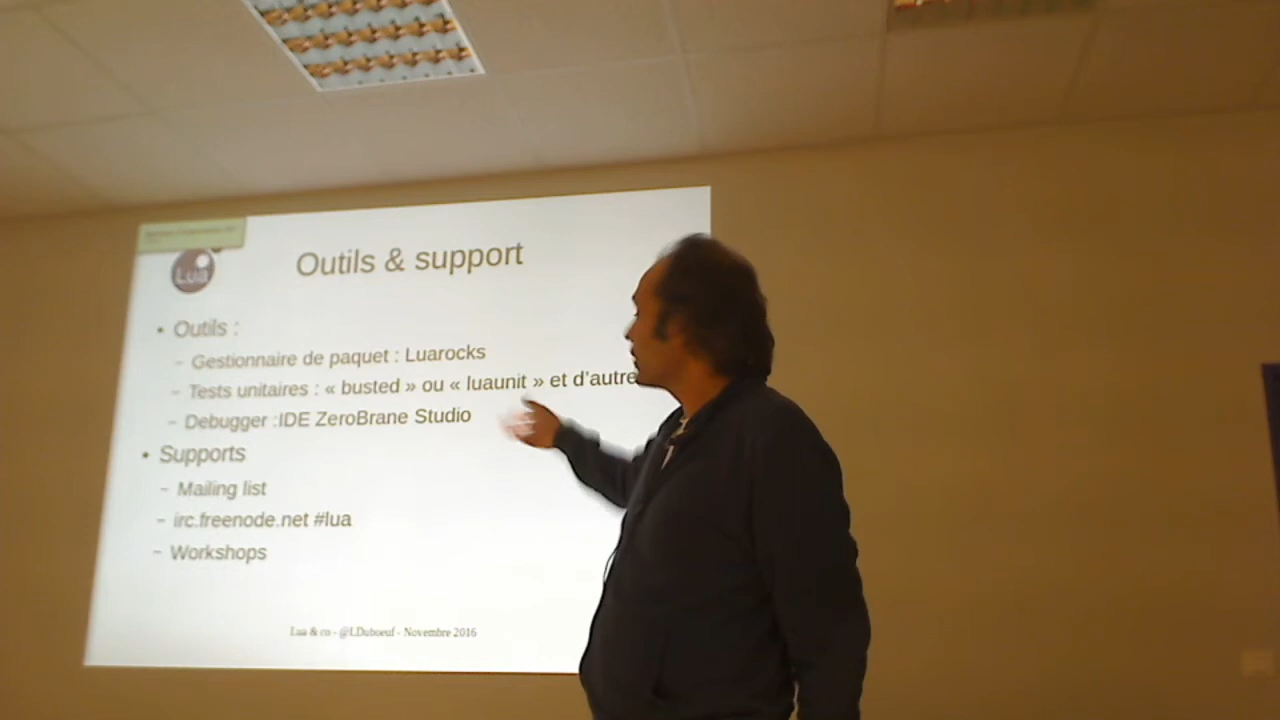 Lua
Outils & support
• Outils :
– Gestionnaire de paquet : Luarocks
– Tests unitaires : « busted » ou « luaunit » et d’autre
– Debugger :IDE ZeroBrane Studio
• Supports
– Mailing list
– irc.freenode.net #lua
– Workshops
Lua & co - @LDuboeuf - Novembre 2016